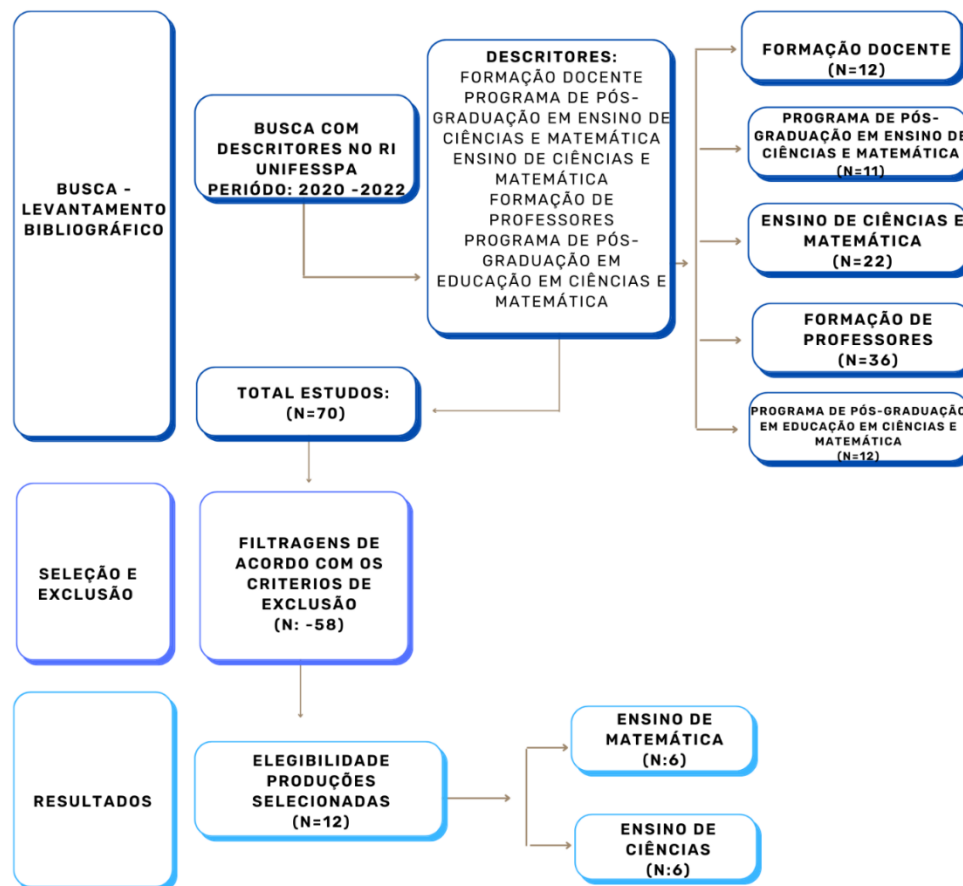 BUSCA -
LEVANTAMENTO
BIBLIOGRÁFICO
BUSCA COM
DESCRITORES NO RI
UNIFESSPA
PERIÓDO: 2020 -2022
DESCRITORES:
FORMAÇÃO DOCENTE
PROGRAMA DE PÓS-
GRADUAÇÃO EM ENSINO DE
CIÊNCIAS E MATEMÁTICA
ENSINO DE CIÊNCIAS E
MATEMÁTICA
FORMAÇÃO DE
PROFESSORES
PROGRAMA DE PÓS-
GRADUAÇÃO EM
EDUCAÇÃO EM CIÊNCIAS E
MATEMÁTICA
FORMAÇÃO DOCENTE
(N=12)
PROGRAMA DE PÓS-
GRADUAÇÃO EM ENSINO DE
CIÊNCIAS E MATEMÁTICA
(N=11)
ENSINO DE CIÊNCIAS E
MATEMÁTICA
(N=22)
FORMAÇÃO DE
PROFESSORES
(N=36)
PROGRAMA DE PÓS-GRADUAÇÃO
EM EDUCAÇÃO EM CIÊNCIAS E
MATEMÁTICA
(N=12)
TOTAL ESTUDOS:
(N=70)
SELEÇÃO E
EXCLUSÃO
FILTRAGENS DE
ACORDO COM OS
CRITERIOS DE
EXCLUSÃO
(N: -58)
RESULTADOS
ELEGIBILIDADE
PRODUÇÕES
SELECIONADAS
(N=12)
ENSINO DE
MATEMÁTICA
(N:6)
ENSINO DE
CIÊNCIAS
(N:6)